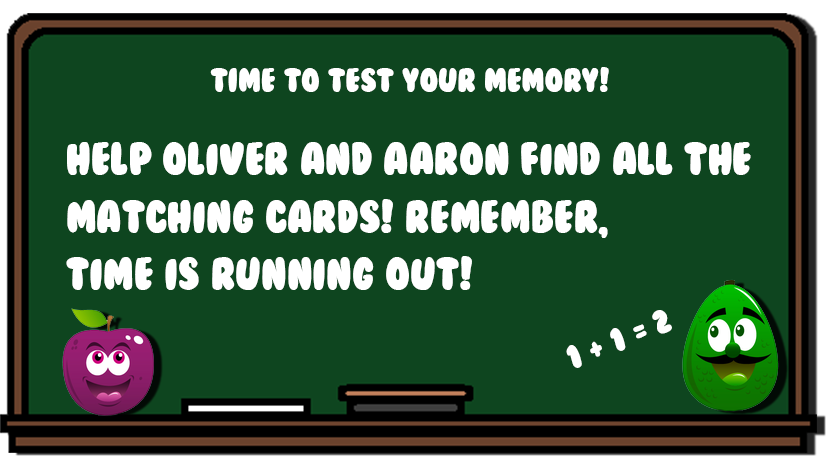 TIME TO TEST YOUR MEMORY!
HELP OLIVER AND AARON FIND ALL THE
MATCHING CARDS! REMEMBER,
TIME IS RUNNING OUT!
1 + 1 = 2